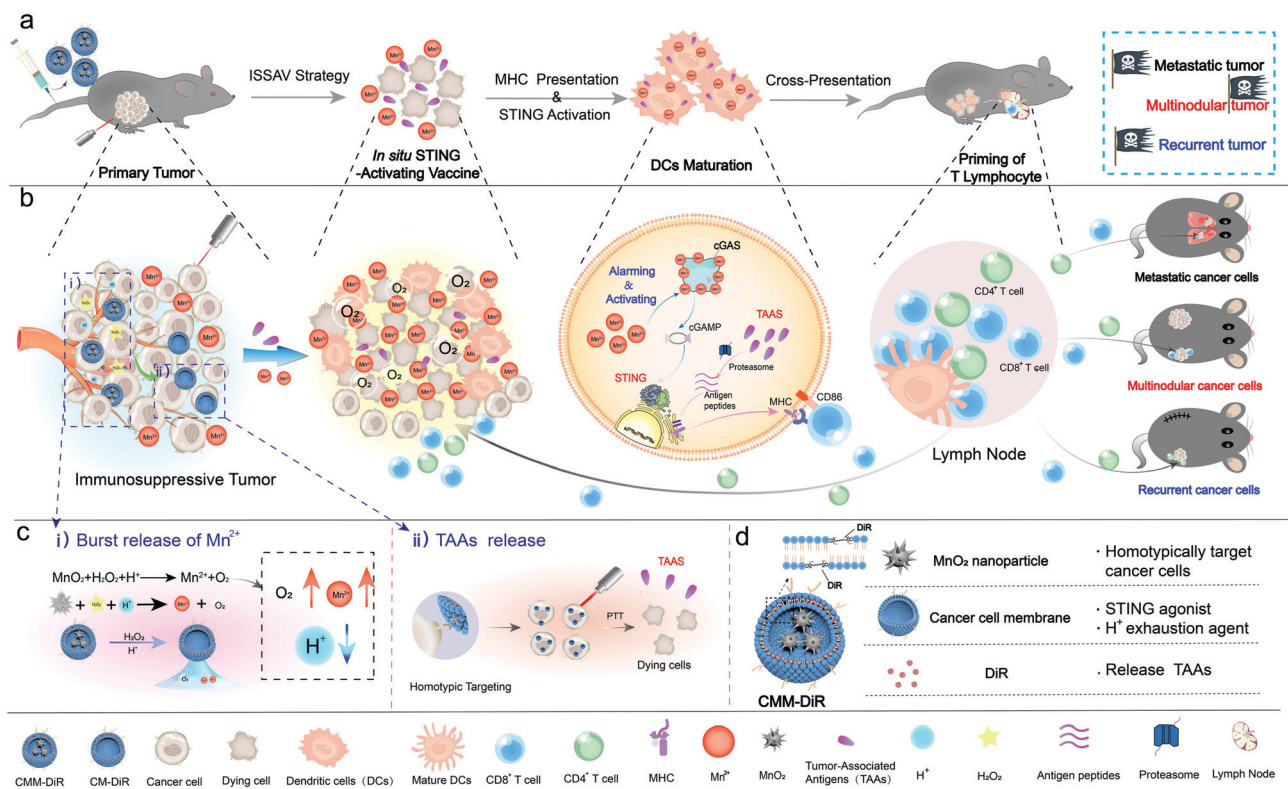 a
ISSAV Strategy
MHC Presentation
&
STING Activation
Cross-Presentation
Mn²⁺
Primary Tumor
In situ STING
-Activating Vaccine
DCs Maturation
Priming of
T Lymphocyte
Metastatic tumor
Multinodular tumor
Recurrent tumor
b
i)
ii)
H₂O₂
Mn²⁺
O₂
Immunosuppressive Tumor
Alarming
&
Activating
cGAS
cGAMP
TAAS
Proteasome
STING
Antigen
peptides
MHC
CD86
CD4⁺ T cell
CD8⁺ T cell
Lymph Node
Metastatic cancer cells
Multinodular cancer cells
Recurrent cancer cells
c
i) Burst release of Mn²⁺
MnO₂+H₂O₂+H⁺
Mn²⁺+O₂
+ H₂O₂ + H⁺
Mn²⁺ + O₂
H₂O₂
H⁺
O₂
O₂
Mn²⁺
H⁺
ii) TAAs release
TAAS
PTT
Dying cells
Homotypic Targeting
d
DiR
DiR
CMM-DiR
MnO₂ nanoparticle
· Homotypically target
cancer cells
Cancer cell membrane
· STING agonist
· H⁺ exhaustion agent
DiR
· Release TAAs
CMM-DiR
CM-DiR
Cancer cell
Dying cell
Dendritic cells (DCs)
Mature DCs
CD8⁺ T cell
CD4⁺ T cell
MHC
Mn²⁺
MnO₂
Tumor-Associated
Antigens (TAAs)
H⁺
H₂O₂
Antigen peptides
Proteasome
Lymph Node